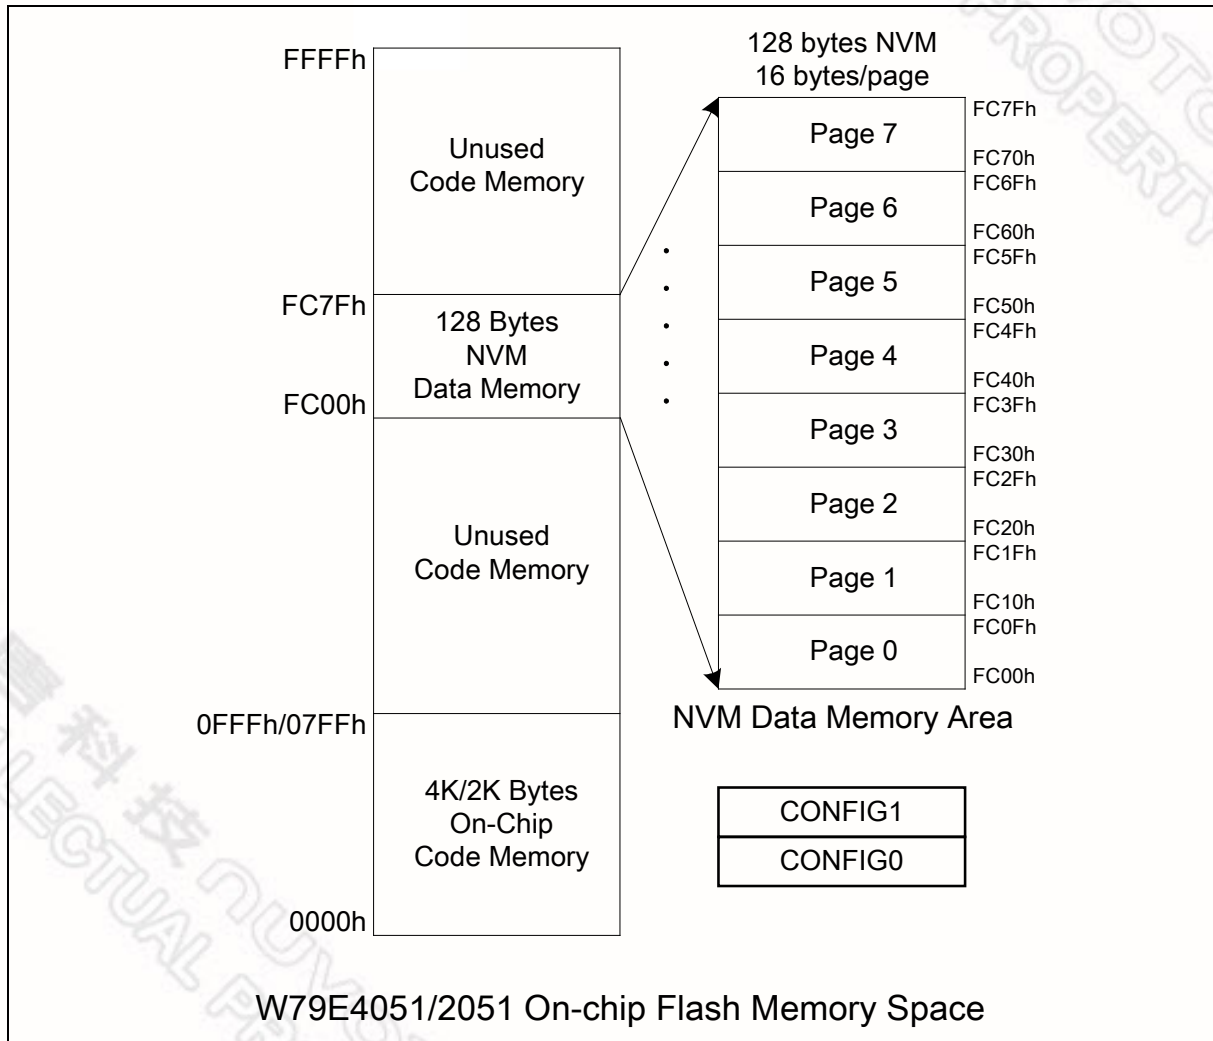 128 bytes NVM
16 bytes/page
FFFFh
Unused
Code Memory
FC7Fh
128 Bytes
NVM
Data Memory
FC00h
Unused
Code Memory
0FFFh/07FFh
4K/2K Bytes
On-Chip
Code Memory
0000h
Page 7
FC7Fh
FC70h
Page 6
FC6Fh
FC60h
Page 5
FC5Fh
FC50h
Page 4
FC4Fh
FC40h
Page 3
FC3Fh
FC30h
Page 2
FC2Fh
FC20h
Page 1
FC1Fh
FC10h
Page 0
FC0Fh
FC00h
NVM Data Memory Area
CONFIG1
CONFIG0
W79E4051/2051 On-chip Flash Memory Space
PROPERTY
科技